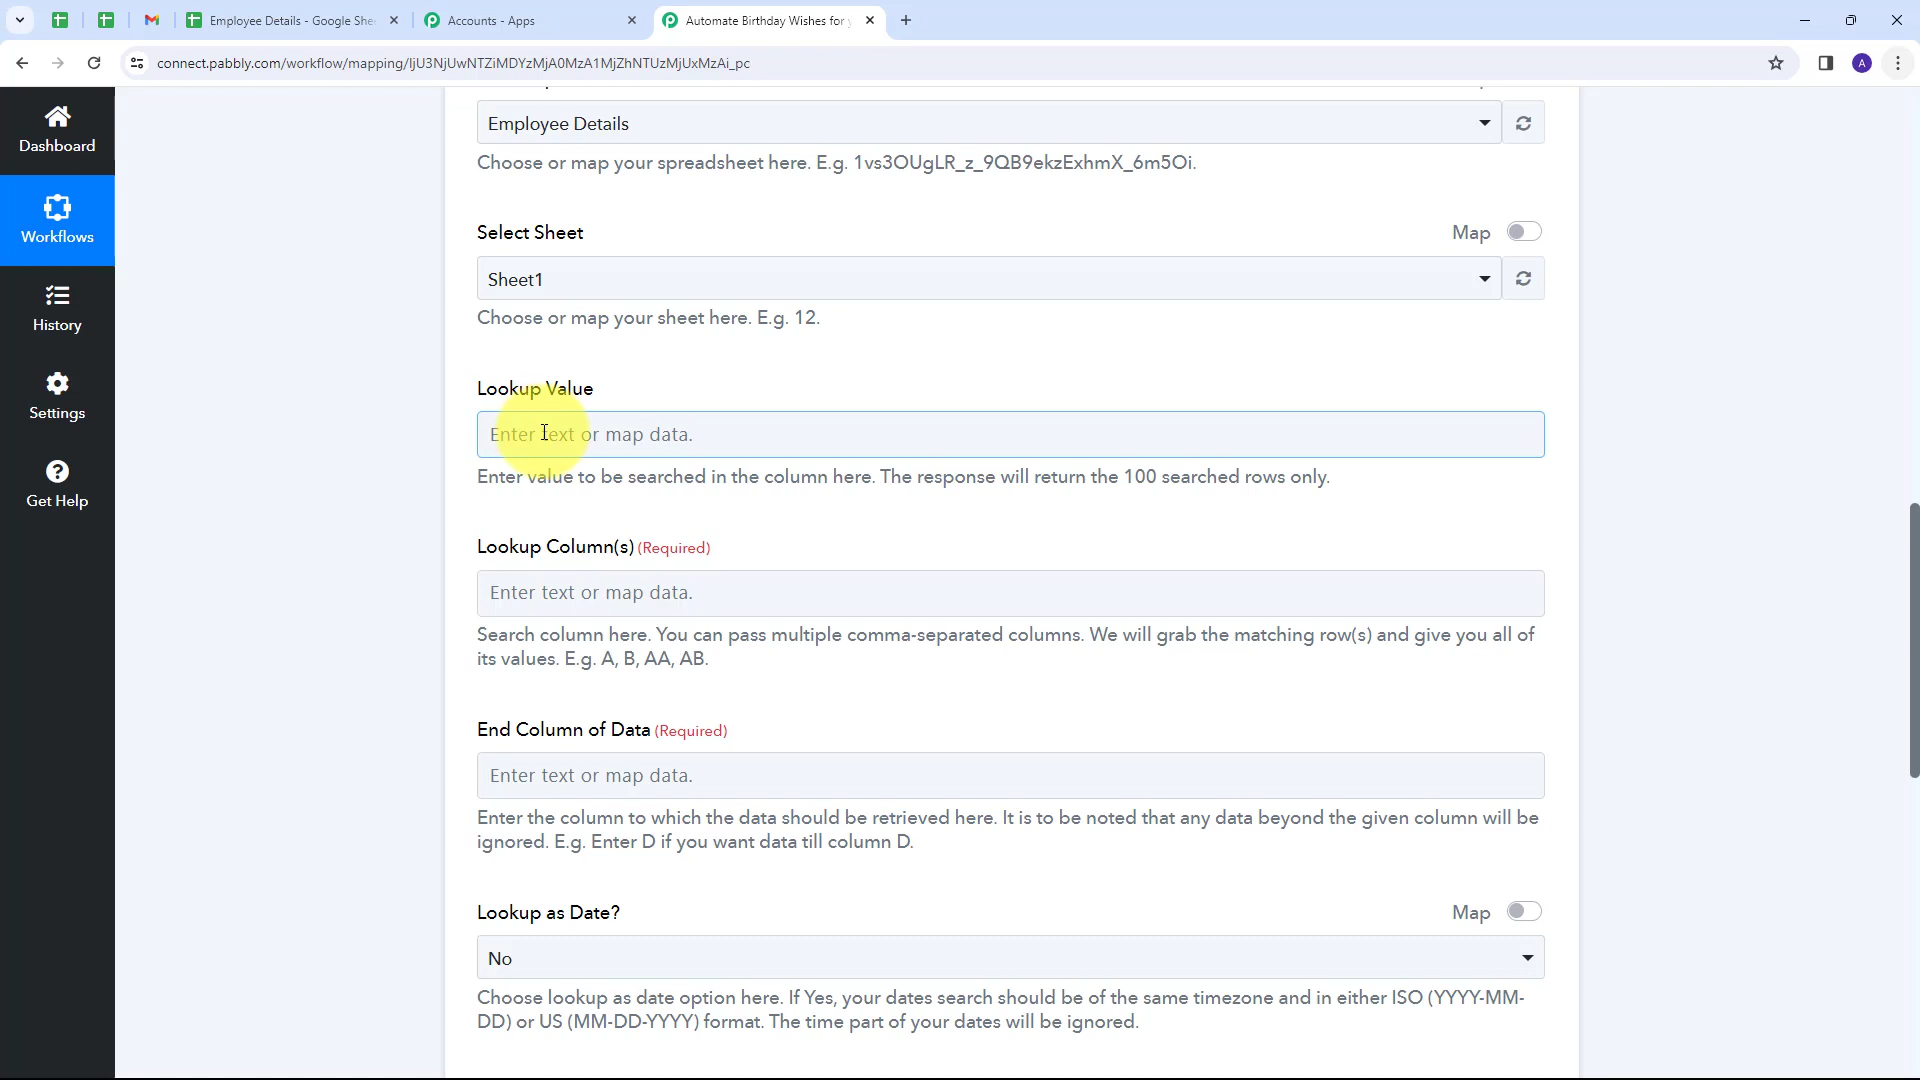 Employee Details - Google She
Accounts - Apps
Automate Birthday Wishes for y
connect.pabbly.com/workflow/mapping/IjU3NjUwNTZiMDYzMjA0MzA1MjZhNTUzMjUxMzAi_pc
A
Dashboard
Workflows
History
Settings
Get Help
Employee Details
Choose or map your spreadsheet here. E.g. 1vs3OUgLR_z_9QB9ekzExhmX_6m5Oi.
Select Sheet
Map
Sheet1
Choose or map your sheet here. E.g. 12.
Lookup Value
Enter text or map data.
Enter value to be searched in the column here. The response will return the 100 searched rows only.
Lookup Column(s) (Required)
Enter text or map data.
Search column here. You can pass multiple comma-separated columns. We will grab the matching row(s) and give you all of
its values. E.g. A, B, AA, AB.
End Column of Data (Required)
Enter text or map data.
Enter the column to which the data should be retrieved here. It is to be noted that any data beyond the given column will be
ignored. E.g. Enter D if you want data till column D.
Lookup as Date?
Map
No
Choose lookup as date option here. If Yes, your dates search should be of the same timezone and in either ISO (YYYY-MM-
DD) or US (MM-DD-YYYY) format. The time part of your dates will be ignored.